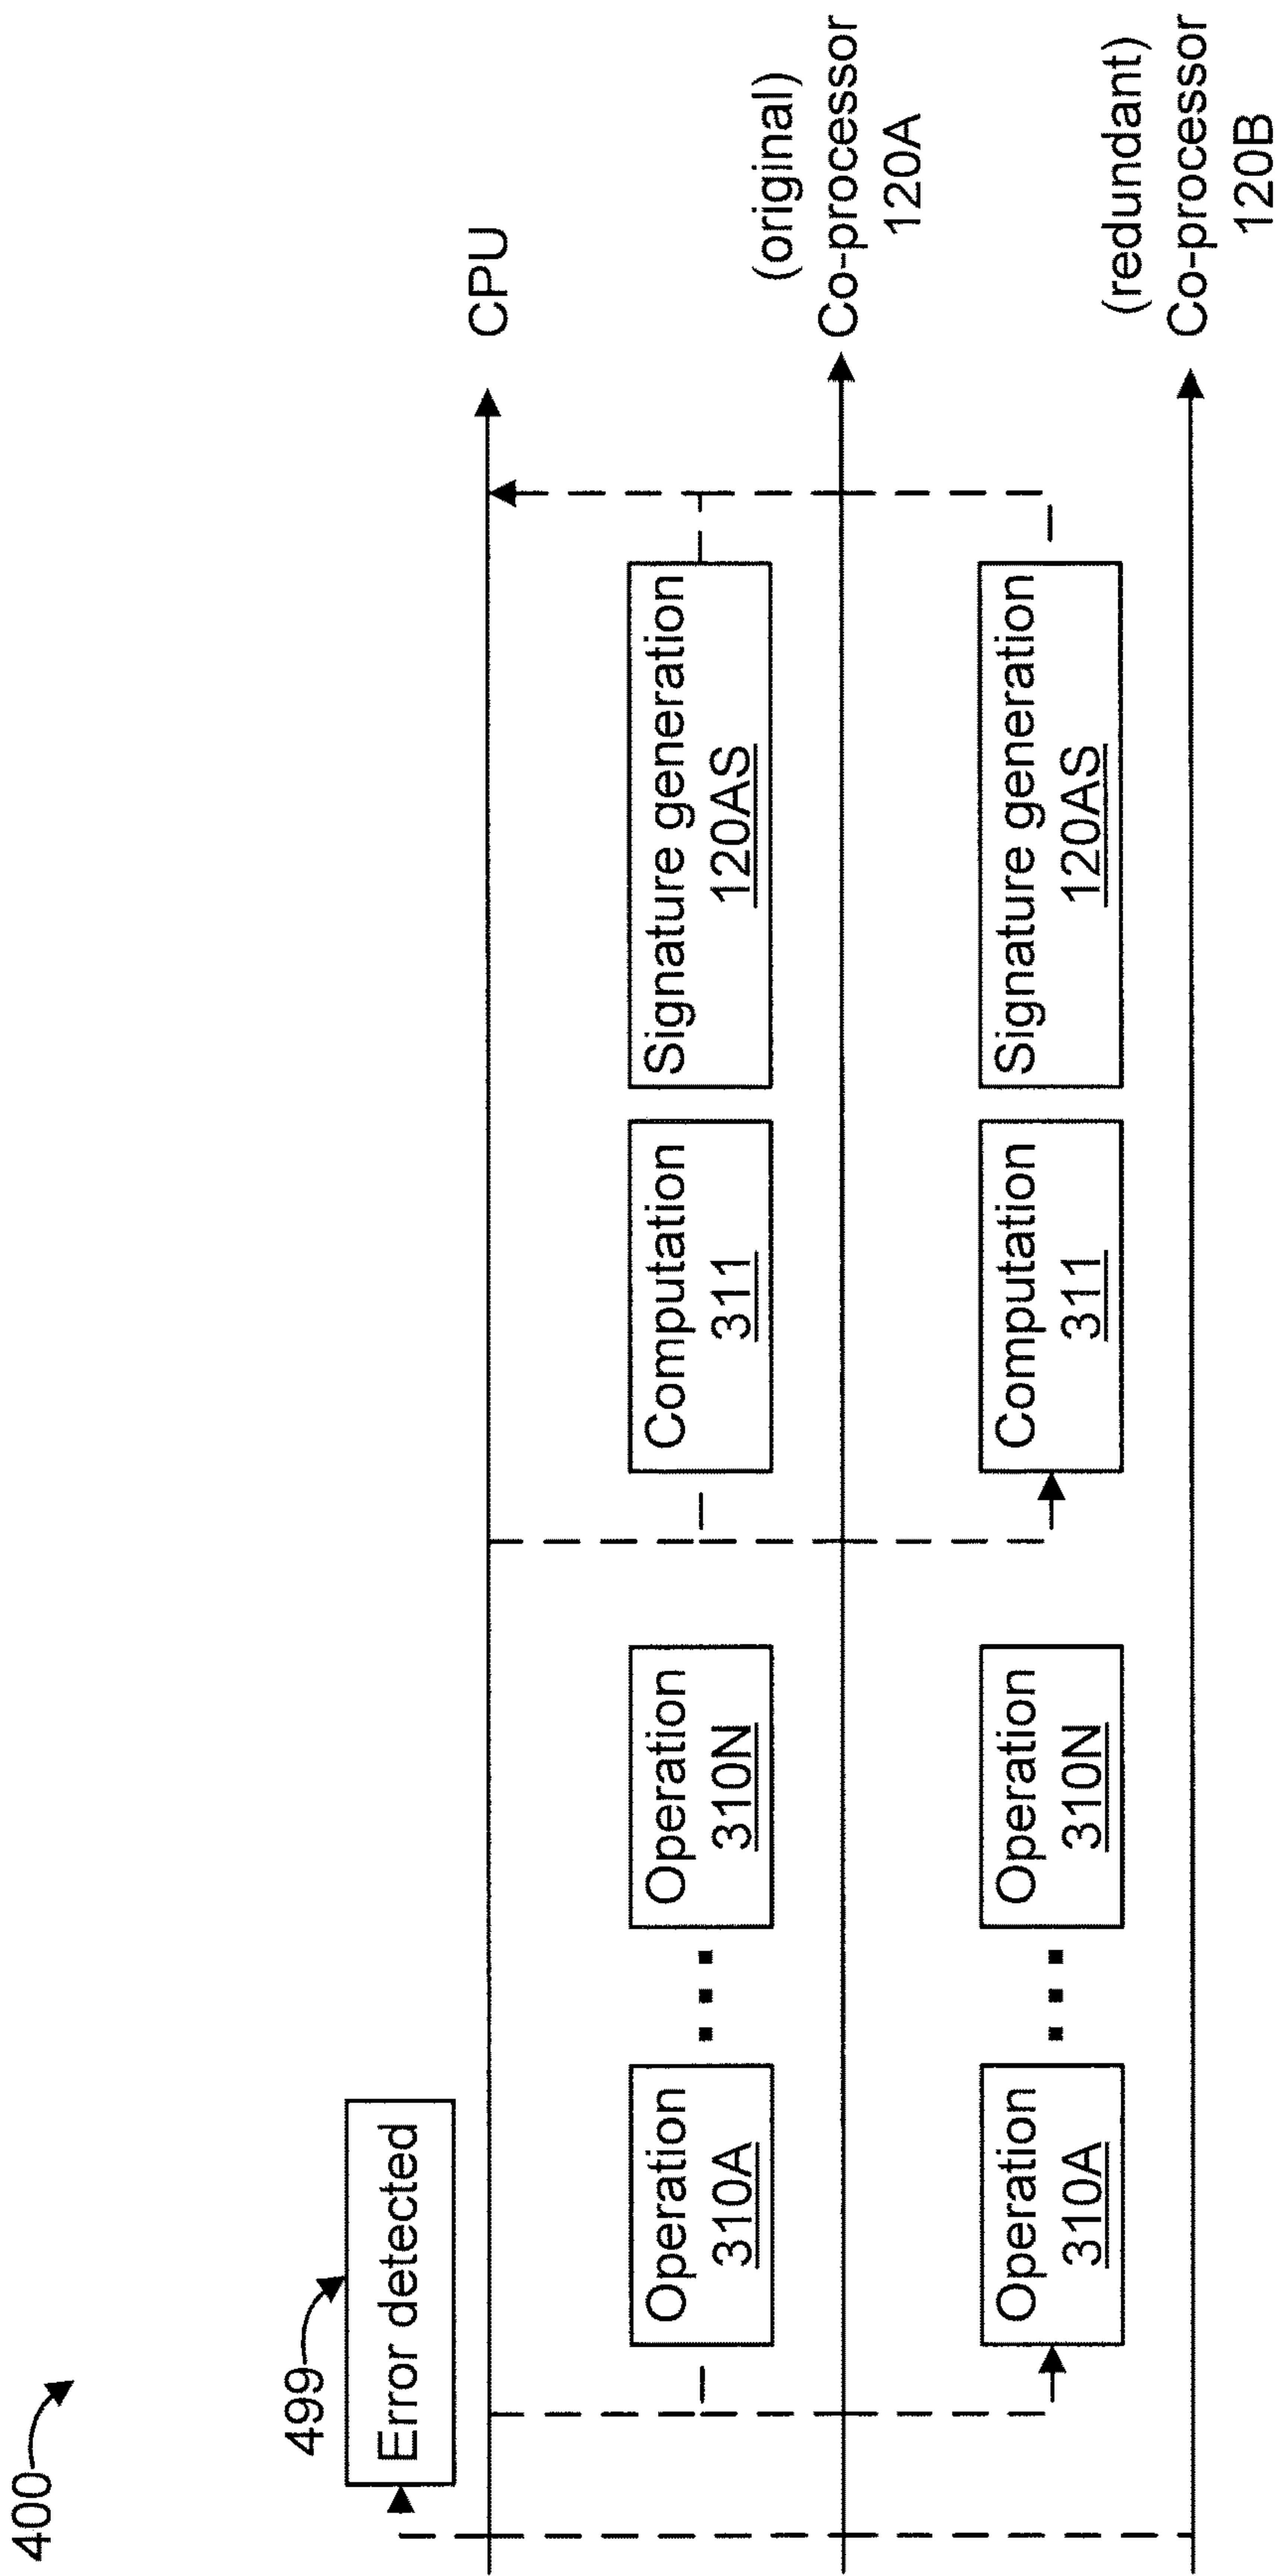 400
499
Error detected
CPU
Operation
310A
Operation
310N
Computation
311
Signature generation
120AS
(original)
Co-processor
120A
Operation
310A
Operation
310N
Computation
311
Signature generation
120AS
(redundant)
Co-processor
120B